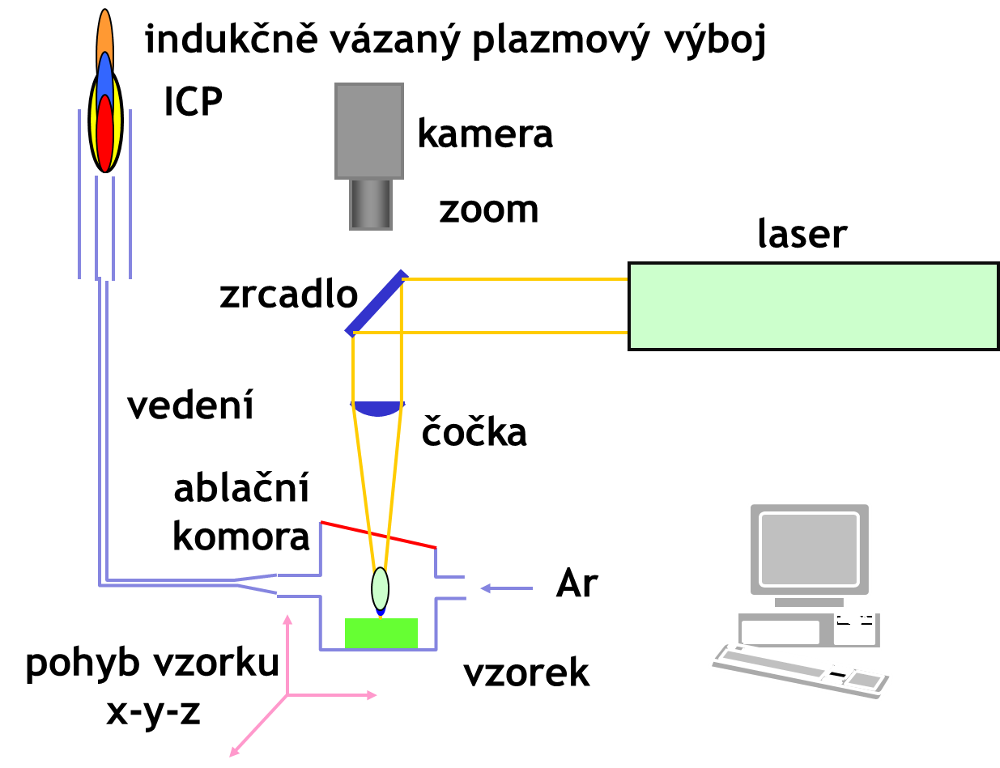 indukčně vázaný plazmový výboj
ICP
kamera
zoom
laser
zrcadlo
vedení
čočka
ablační
komora
Ar
pohyb vzorku
x-y-z
vzorek